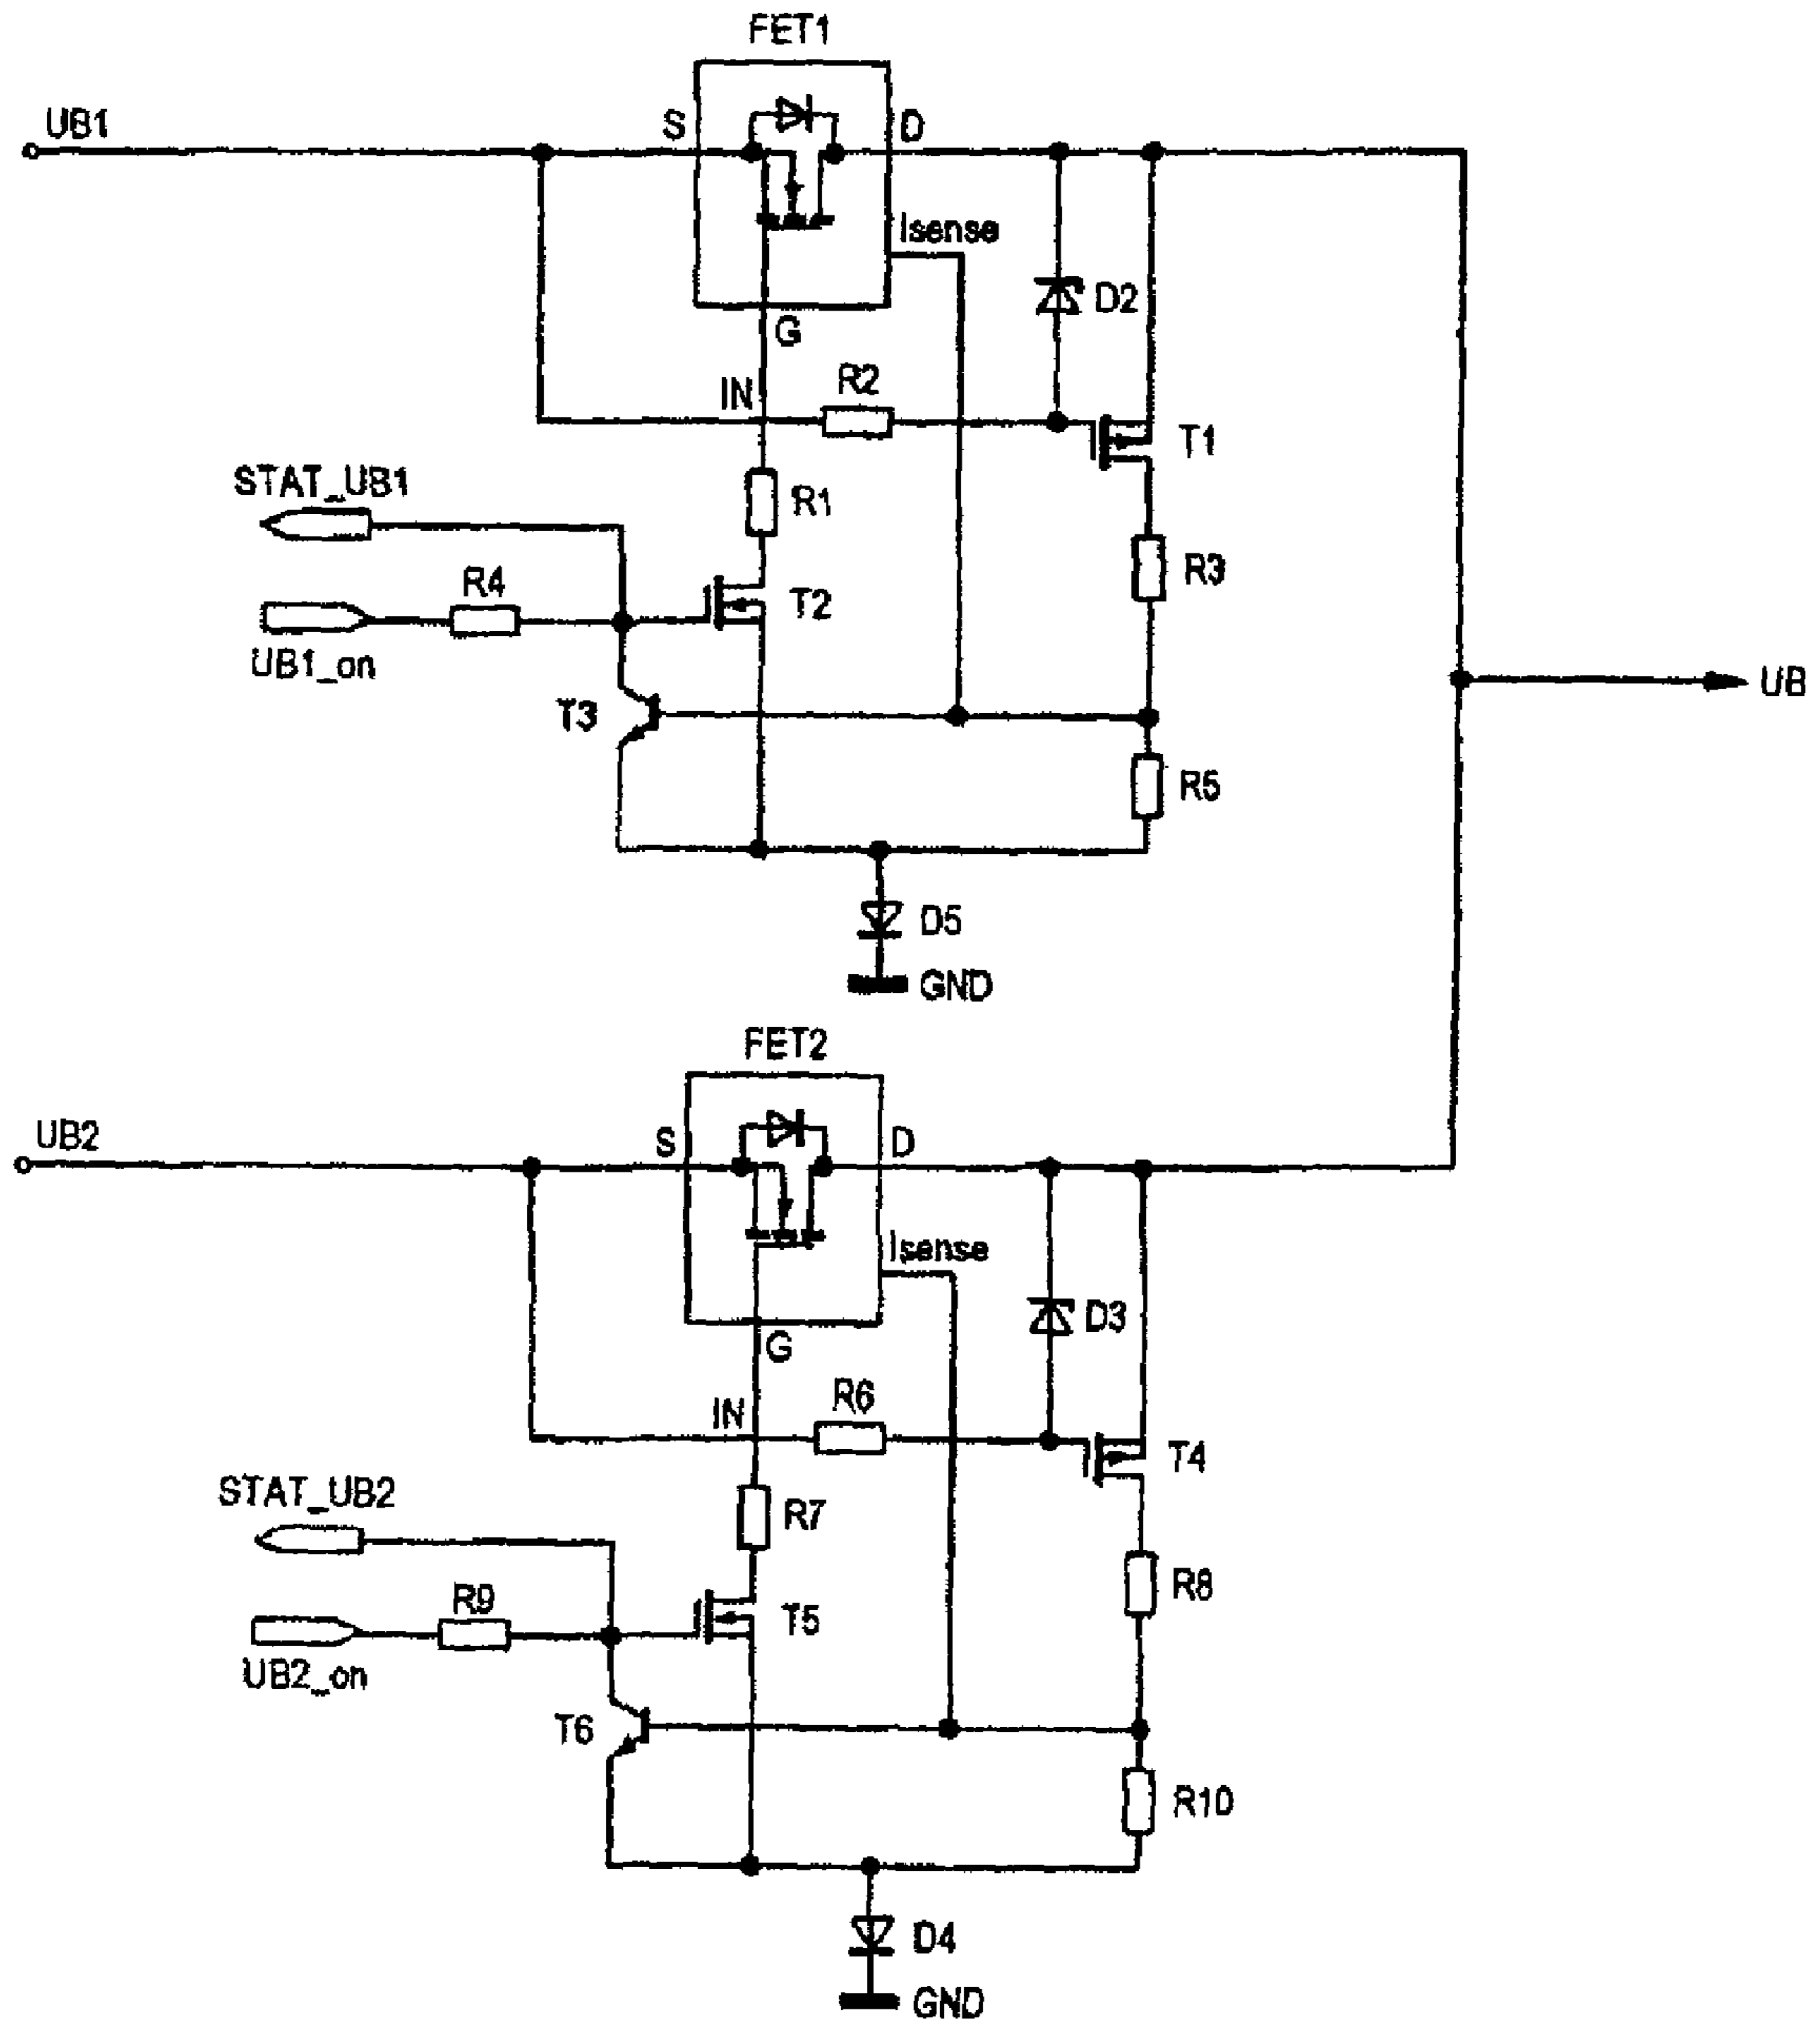 FET1
UB1
S
D
Isense
D2
G
IN
R2
T1
STAT_UB1
R1
R3
R4
T2
UB1_on
UB
T3
R5
D5
GND
FET2
UB2
S
D
Isense
D3
G
IN
R6
T4
STAT_UB2
R7
R8
R9
T5
UB2_on
T6
R10
D4
GND